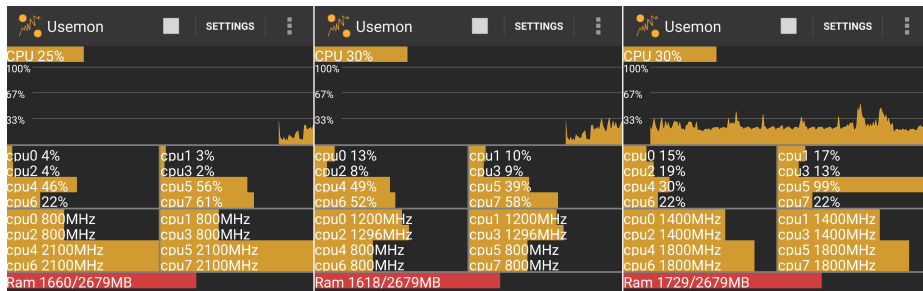 Usemon SETTINGS
CPU 25%
100%
67%
33%
cpu0 4% cpu1 3%
cpu2 4% cpu3 2%
cpu4 46% cpu5 56%
cpu6 22% cpu7 61%
cpu0 800MHz cpu1 800MHz
cpu2 800MHz cpu3 800MHz
cpu4 2100MHz cpu5 2100MHz
cpu6 2100MHz cpu7 2100MHz
Ram 1660/2679MB
Usemon SETTINGS
CPU 30%
100%
67%
33%
cpu0 13% cpu1 10%
cpu2 8% cpu3 9%
cpu4 49% cpu5 39%
cpu6 52% cpu7 58%
cpu0 1200MHz cpu1 1200MHz
cpu2 1296MHz cpu3 1296MHz
cpu4 800MHz cpu5 800MHz
cpu6 800MHz cpu7 800MHz
Ram 1618/2679MB
Usemon SETTINGS
CPU 30%
100%
67%
33%
cpu0 15% cpu1 17%
cpu2 19% cpu3 13%
cpu4 30% cpu5 99%
cpu6 22% cpu7 22%
cpu0 1400MHz cpu1 1400MHz
cpu2 1400MHz cpu3 1400MHz
cpu4 1800MHz cpu5 1800MHz
cpu6 1800MHz cpu7 1800MHz
Ram 1729/2679MB